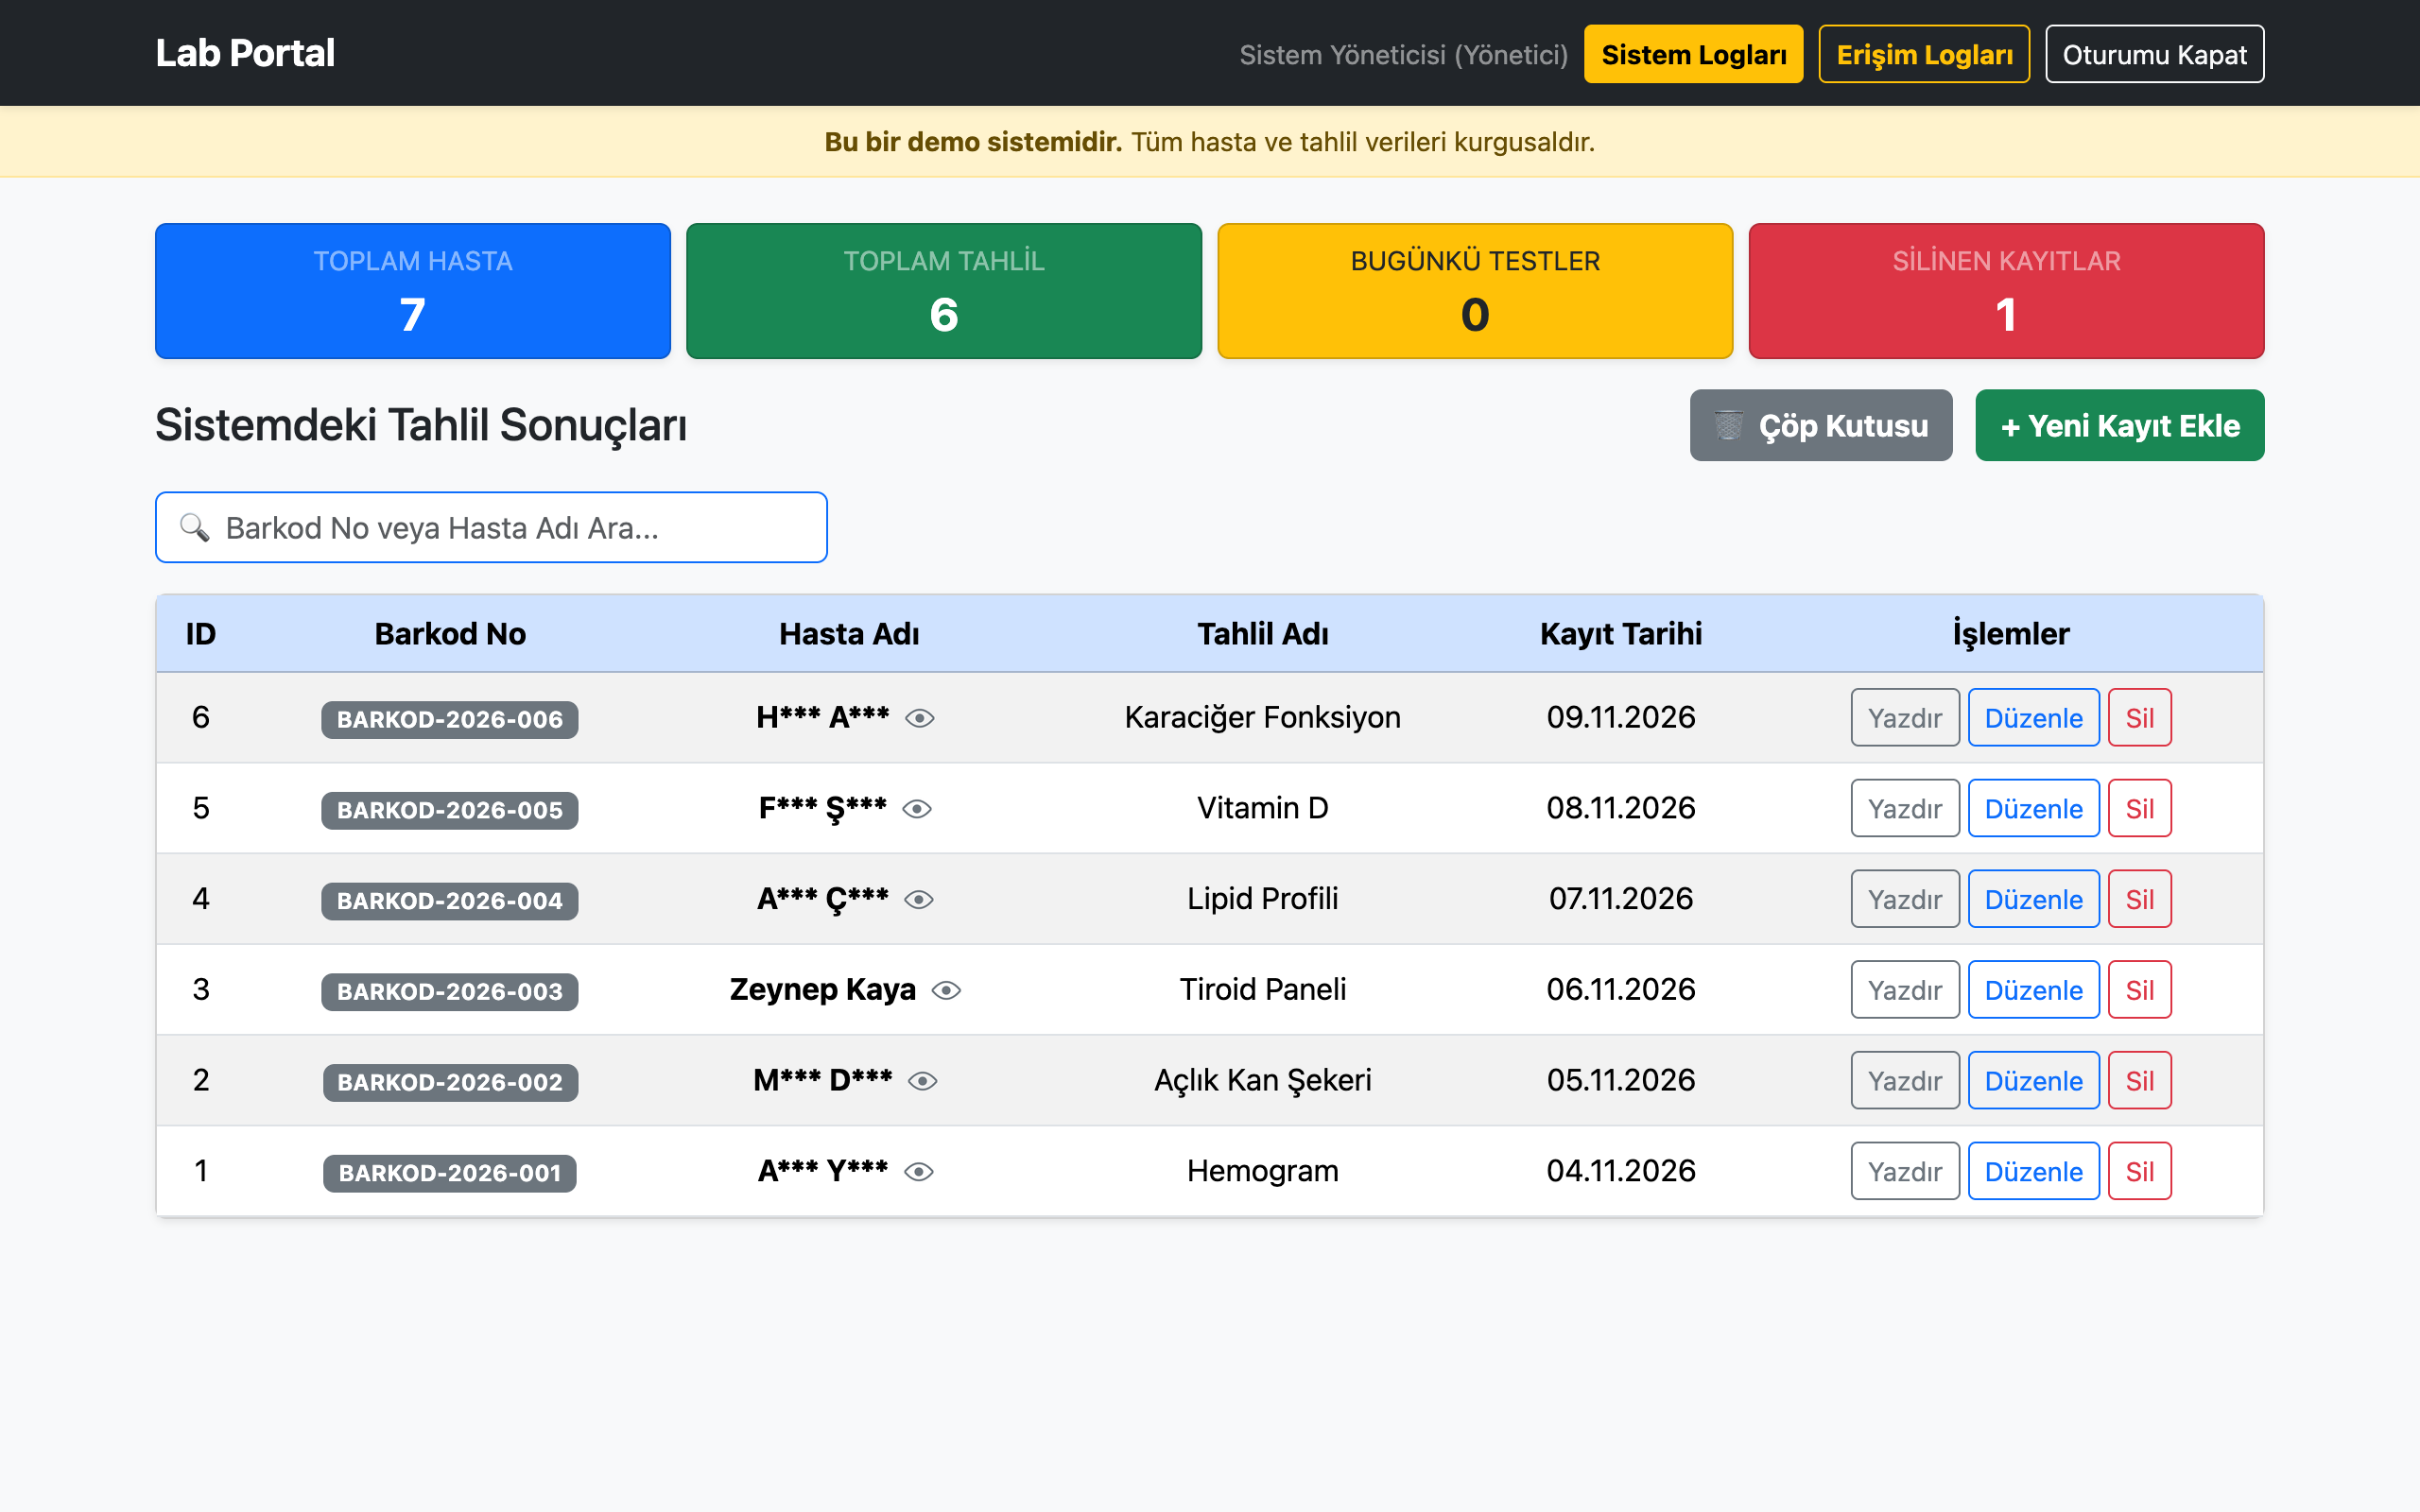 Lab Portal
Sistem Yöneticisi (Yönetici) Sistem Logları Erişim Logları Oturumu Kapat
Bu bir demo sistemidir. Tüm hasta ve tahlil verileri kurgusaldır.
TOPLAM HASTA
7
TOPLAM TAHLİL
6
BUGÜNKÜ TESTLER
0
SİLİNEN KAYITLAR
1
Sistemdeki Tahlil Sonuçları
Çöp Kutusu + Yeni Kayıt Ekle
Barkod No veya Hasta Adı Ara...
ID Barkod No Hasta Adı Tahlil Adı Kayıt Tarihi İşlemler
6 BARKOD-2026-006 H*** A*** Karaciğer Fonksiyon 09.11.2026 Yazdır Düzenle Sil
5 BARKOD-2026-005 F*** Ş*** Vitamin D 08.11.2026 Yazdır Düzenle Sil
4 BARKOD-2026-004 A*** Ç*** Lipid Profili 07.11.2026 Yazdır Düzenle Sil
3 BARKOD-2026-003 Zeynep Kaya Tiroid Paneli 06.11.2026 Yazdır Düzenle Sil
2 BARKOD-2026-002 M*** D*** Açlık Kan Şekeri 05.11.2026 Yazdır Düzenle Sil
1 BARKOD-2026-001 A*** Y*** Hemogram 04.11.2026 Yazdır Düzenle Sil